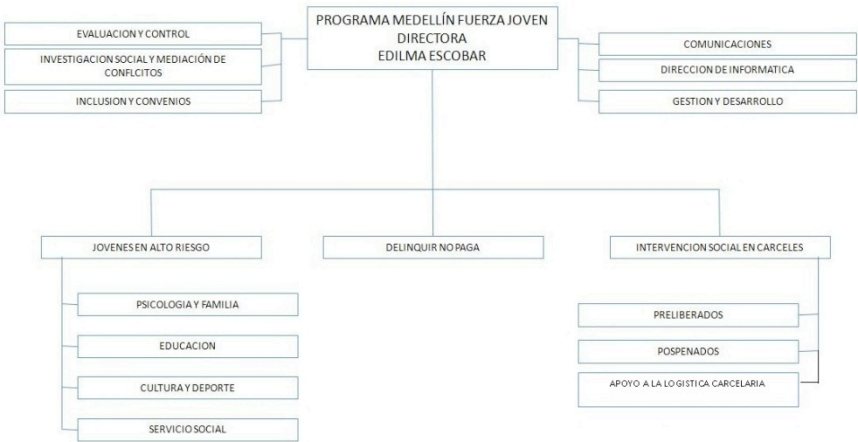 PROGRAMA MEDELLÍN FUERZA JOVEN
DIRECTORA
EDILMA ESCOBAR
EVALUACION Y CONTROL
INVESTIGACION SOCIAL Y MEDIACIÓN DE
CONFLCITOS
INCLUSION Y CONVENIOS
COMUNICACIONES
DIRECCION DE INFORMATICA
GESTION Y DESARROLLO
JOVENES EN ALTO RIESGO
DELINQUIR NO PAGA
INTERVENCION SOCIAL EN CARCELES
PSICOLOGIA Y FAMILIA
EDUCACION
CULTURA Y DEPORTE
SERVICIO SOCIAL
PRELIBERADOS
POSPENADOS
APOYO A LA LOGISTICA CARCELARIA